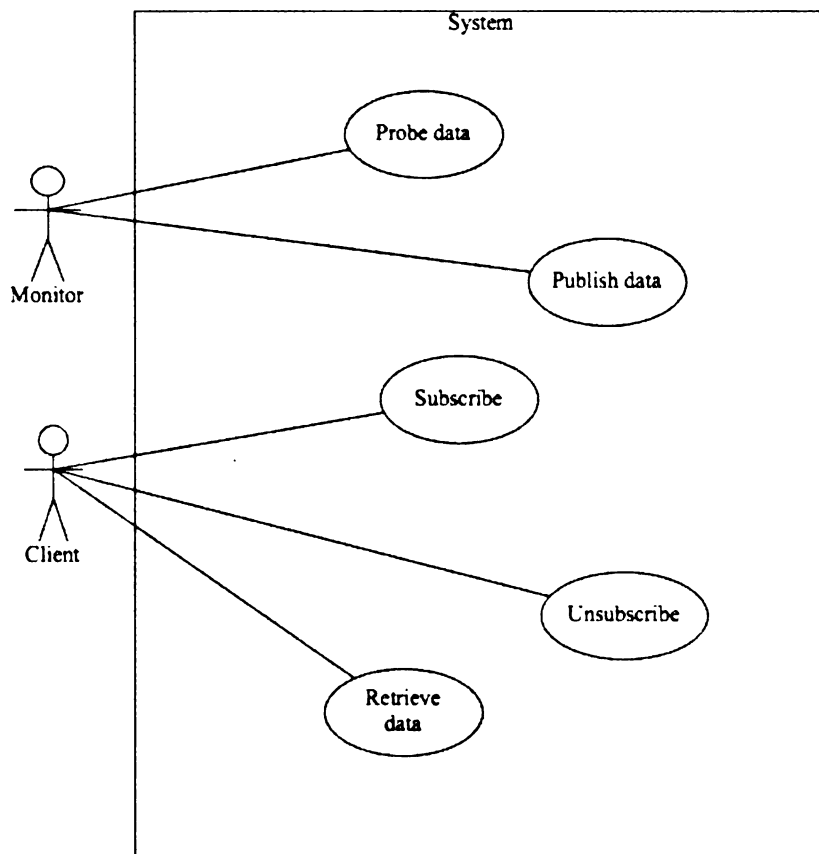 System
Probe data
Monitor
Publish data
Subscribe
Client
Unsubscribe
Retrieve
data